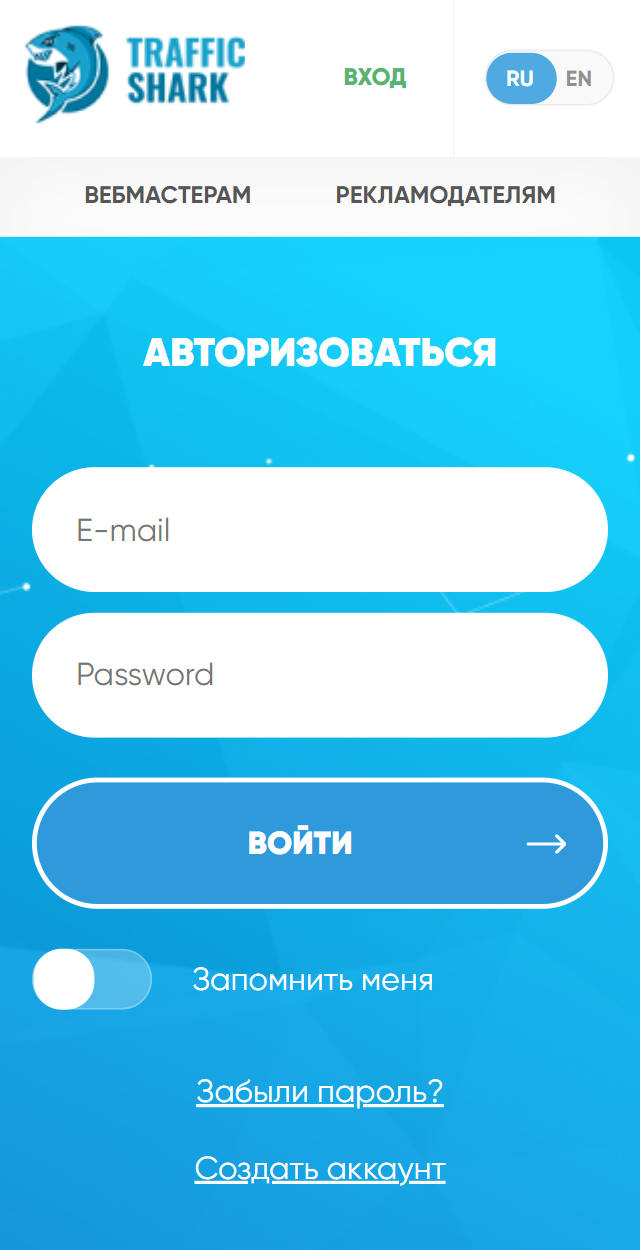 TRAFFIC
SHARK
ВХОД
RU EN
ВЕБМАСТЕРАМ РЕКЛАМОДАТЕЛЯМ
АВТОРИЗОВАТЬСЯ
E-mail
Password
ВОЙТИ
Запомнить меня
Забыли пароль?
Создать аккаунт